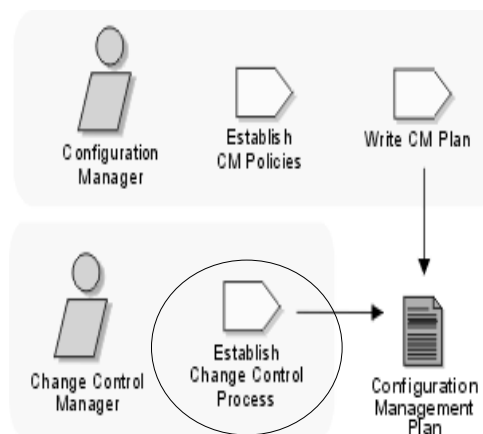 Configuration
Manager
Establish
CM Policies
Write CM Plan
Change Control
Manager
Establish
Change Control
Process
Configuration
Management
Plan